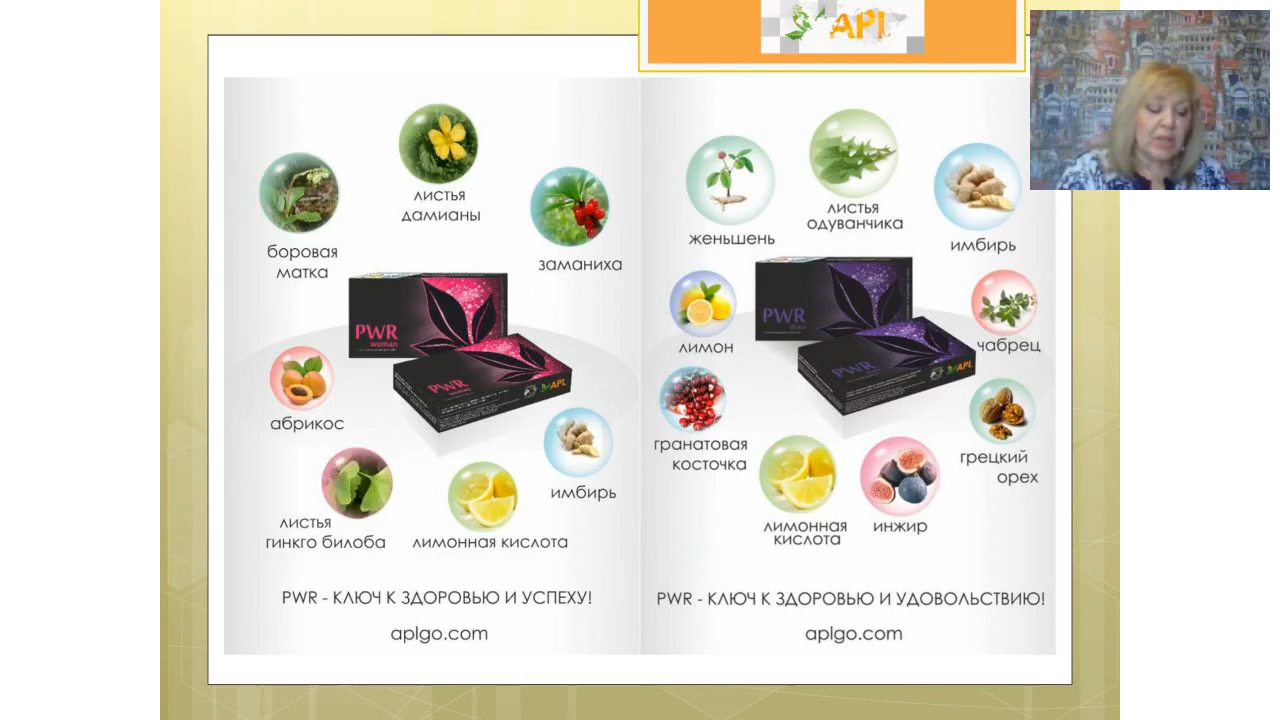 APL
листья
дамианы
боровая
матка
заманиха
PWR
woman
PWR
woman
APL
абрикос
имбирь
листья
гинкго билоба
лимонная кислота
PWR - КЛЮЧ К ЗДОРОВЬЮ И УСПЕХУ!
aplgo.com
женьшень
листья
одуванчика
имбирь
лимон
PWR
man
PWR
APL
чабрец
гранатовая
косточка
грецкий
орех
лимонная
кислота
инжир
PWR - КЛЮЧ К ЗДОРОВЬЮ И УДОВОЛЬСТВИЮ!
aplgo.com